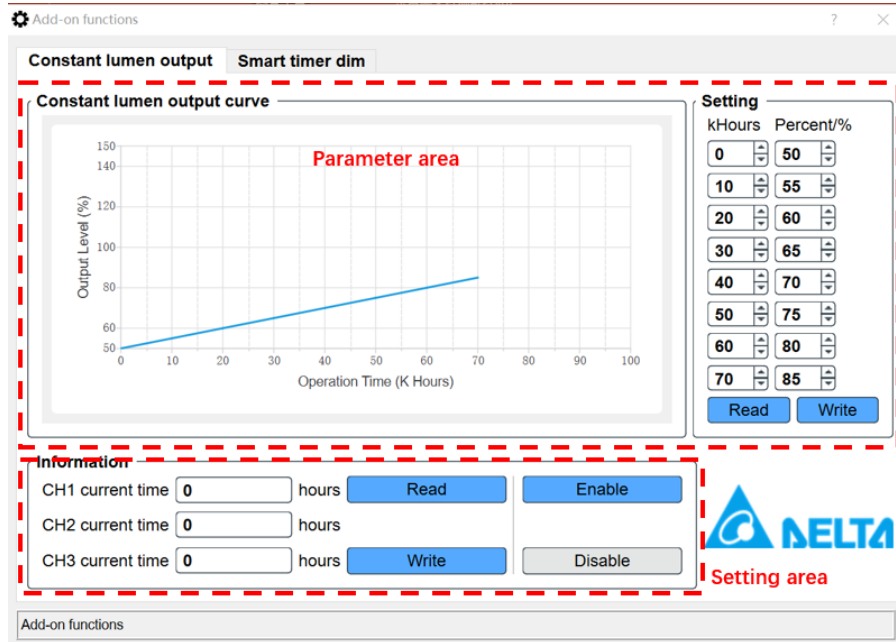 Add-on functions
Constant lumen output
Smart timer dim
Constant lumen output curve
Parameter area
Output Level (%)
150
140
120
100
80
60
50
0 10 20 30 40 50 60 70 80 90 100
Operation Time (K Hours)
Setting
kHours Percent/%
0 50
10 55
20 60
30 65
40 70
50 75
60 80
70 85
Read Write
Information
CH1 current time 0 hours Read Enable
CH2 current time 0 hours
CH3 current time 0 hours Write Disable
DELTA
Setting area
Add-on functions